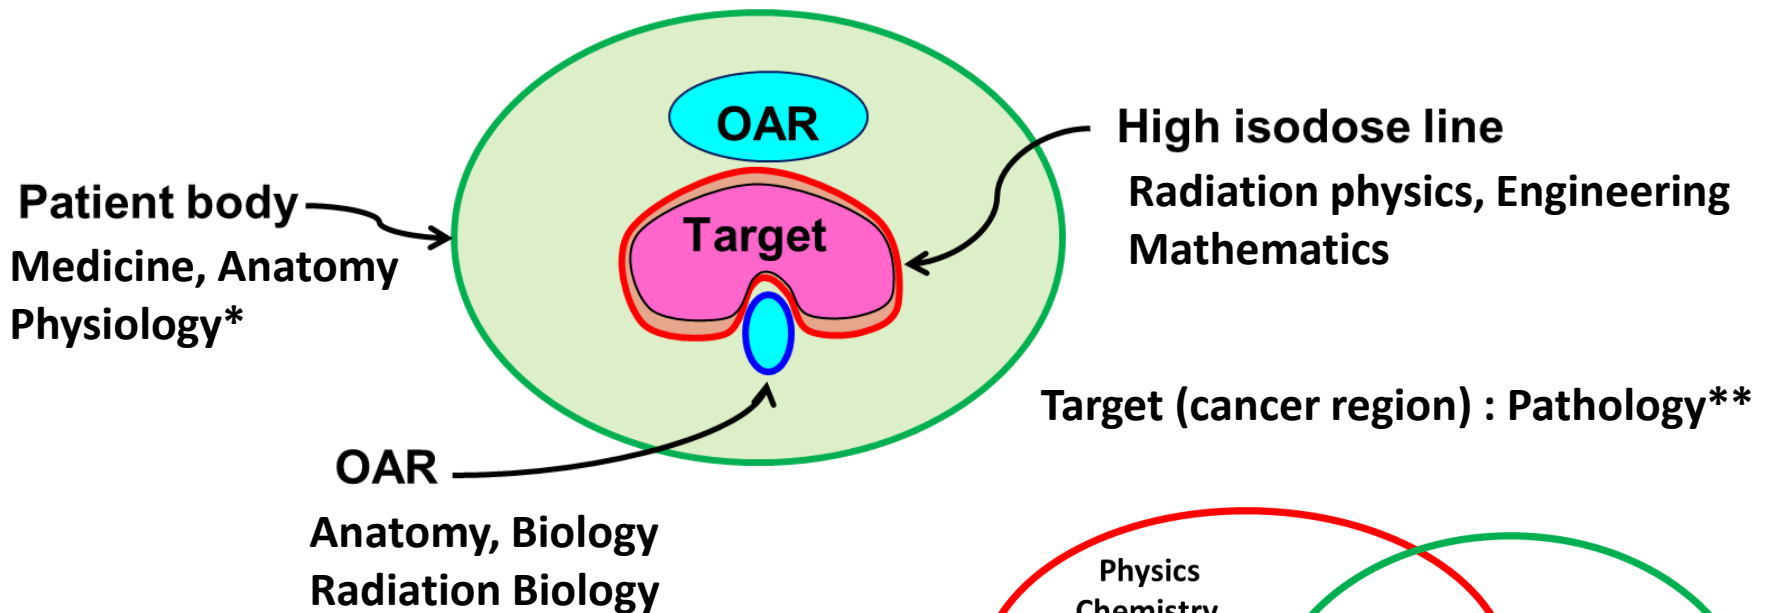 OAR
High isodose line
Radiation physics, Engineering
Mathematics
Patient body
Medicine, Anatomy
Physiology*
Target
Target (cancer region) : Pathology**
OAR
Anatomy, Biology
Radiation Biology
Physics
Chemistry